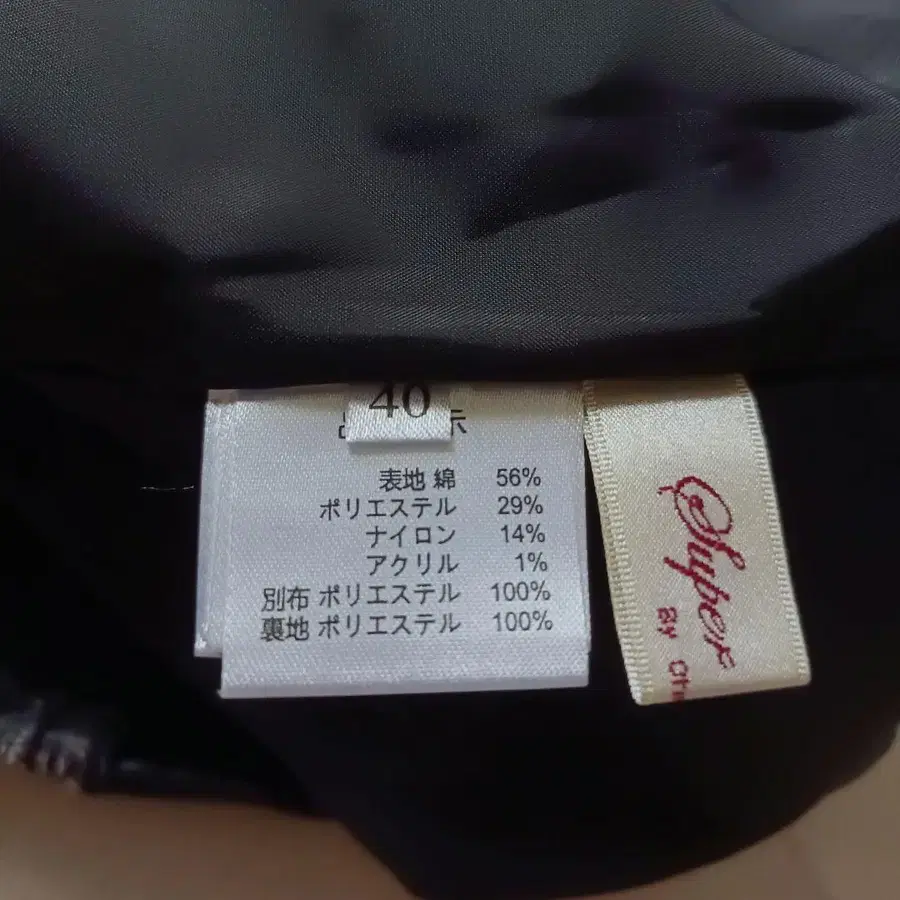 40
表地 綿 56%
ポリエステル 29%
ナイロン 14%
アクリル 1%
別布 ポリエステル 100%
裏地 ポリエステル 100%
By